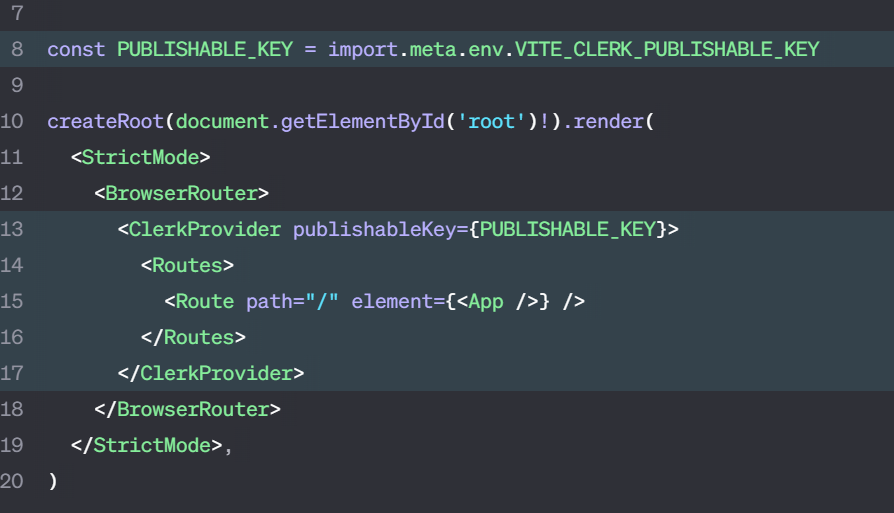 7
8 const PUBLISHABLE_KEY = import.meta.env.VITE_CLERK_PUBLISHABLE_KEY
9
10 createRoot(document.getElementById('root')!).render(
11   <StrictMode>
12     <BrowserRouter>
13       <ClerkProvider publishableKey={PUBLISHABLE_KEY}>
14         <Routes>
15           <Route path="/" element={<App />} />
16         </Routes>
17       </ClerkProvider>
18     </BrowserRouter>
19   </StrictMode>,
20 )